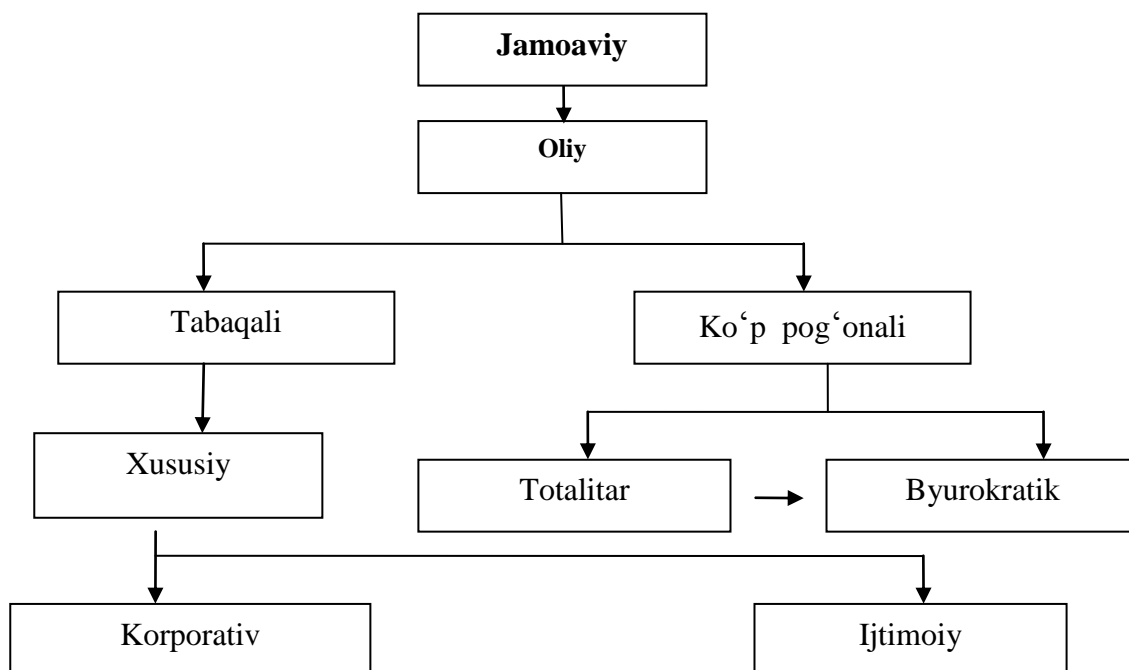 Jamoaviy
Oliy
Tabaqali
Ko‘p pog‘onali
Xususiy
Totalitar
Byurokratik
Korporativ
Ijtimoiy